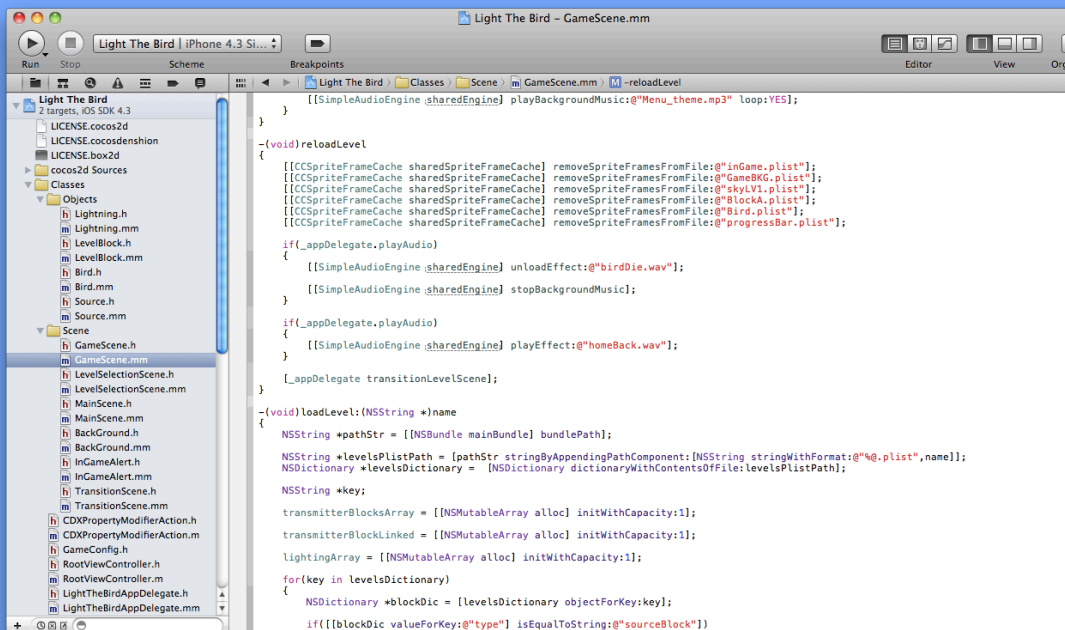 Light The Bird – GameScene.mm
Light The Bird | iPhone 4.3 Si...
Run Stop Scheme Breakpoints Editor View Org
Light The Bird Classes Scene m GameScene.mm M -reloadLevel
Light The Bird
2 targets, iOS SDK 4.3
LICENSE.cocos2d
LICENSE.cocosdenshion
LICENSE.box2d
cocos2d Sources
Classes
Objects
h Lightning.h
m Lightning.mm
h LevelBlock.h
m LevelBlock.mm
h Bird.h
m Bird.mm
h Source.h
m Source.mm
Scene
h GameScene.h
m GameScene.mm
h LevelSelectionScene.h
m LevelSelectionScene.mm
h MainScene.h
m MainScene.mm
h BackGround.h
m BackGround.mm
h InGameAlert.h
m InGameAlert.mm
h TransitionScene.h
m TransitionScene.mm
h CDXPropertyModifierAction.h
m CDXPropertyModifierAction.m
h GameConfig.h
h RootViewController.h
m RootViewController.m
h LightTheBirdAppDelegate.h
m LightTheBirdAppDelegate.mm
[[SimpleAudioEngine sharedEngine] playBackgroundMusic:@"Menu_theme.mp3" loop:YES];
}
}
-(void)reloadLevel
{
[[CCSpriteFrameCache sharedSpriteFrameCache] removeSpriteFramesFromFile:@"inGame.plist"];
[[CCSpriteFrameCache sharedSpriteFrameCache] removeSpriteFramesFromFile:@"GameBKG.plist"];
[[CCSpriteFrameCache sharedSpriteFrameCache] removeSpriteFramesFromFile:@"skyLV1.plist"];
[[CCSpriteFrameCache sharedSpriteFrameCache] removeSpriteFramesFromFile:@"BlockA.plist"];
[[CCSpriteFrameCache sharedSpriteFrameCache] removeSpriteFramesFromFile:@"Bird.plist"];
[[CCSpriteFrameCache sharedSpriteFrameCache] removeSpriteFramesFromFile:@"progressBar.plist"];
if(_appDelegate.playAudio)
{
[[SimpleAudioEngine sharedEngine] unloadEffect:@"birdDie.wav"];
[[SimpleAudioEngine sharedEngine] stopBackgroundMusic];
}
if(_appDelegate.playAudio)
{
[[SimpleAudioEngine sharedEngine] playEffect:@"homeBack.wav"];
}
[_appDelegate transitionLevelScene];
}
-(void)loadLevel:(NSString *)name
{
NSString *pathStr = [[NSBundle mainBundle] bundlePath];
NSString *levelsPlistPath = [pathStr stringByAppendingPathComponent:[NSString stringWithFormat:@"%@.plist",name]];
NSDictionary *levelsDictionary = [NSDictionary dictionaryWithContentsOfFile:levelsPlistPath];
NSString *key;
transmitterBlocksArray = [[NSMutableArray alloc] initWithCapacity:1];
transmitterBlockLinked = [[NSMutableArray alloc] initWithCapacity:1];
lightingArray = [[NSMutableArray alloc] initWithCapacity:1];
for(key in levelsDictionary)
{
NSDictionary *blockDic = [levelsDictionary objectForKey:key];
if([[blockDic valueForKey:@"type"] isEqualToString:@"sourceBlock"])